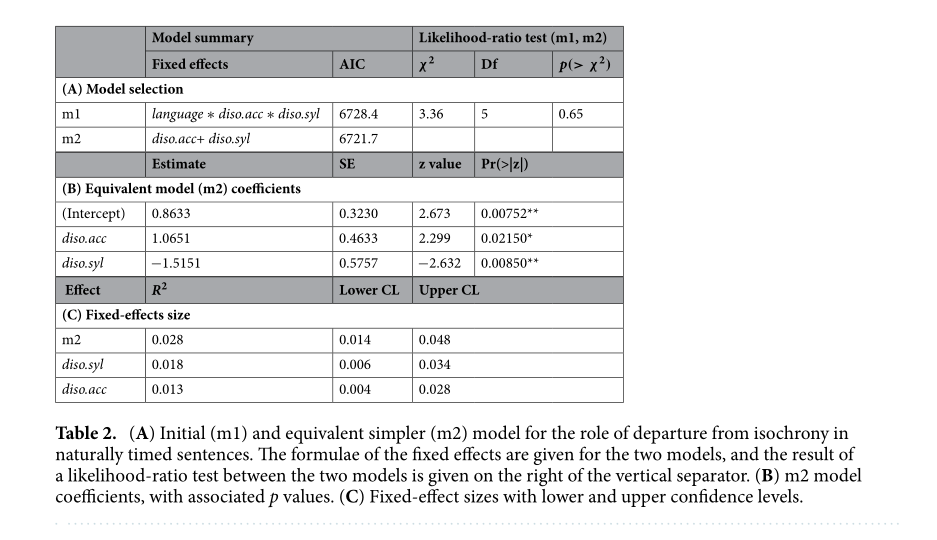 Model summary Likelihood-ratio test (m1, m2)
Fixed effects AIC χ² Df p(> χ²)
(A) Model selection
m1 language ∗ diso.acc ∗ diso.syl 6728.4 3.36 5 0.65
m2 diso.acc+ diso.syl 6721.7
Estimate SE z value Pr(>|z|)
(B) Equivalent model (m2) coefficients
(Intercept) 0.8633 0.3230 2.673 0.00752**
diso.acc 1.0651 0.4633 2.299 0.02150*
diso.syl −1.5151 0.5757 −2.632 0.00850**
Effect R² Lower CL Upper CL
(C) Fixed-effects size
m2 0.028 0.014 0.048
diso.syl 0.018 0.006 0.034
diso.acc 0.013 0.004 0.028
Table 2. (A) Initial (m1) and equivalent simpler (m2) model for the role of departure from isochrony in
naturally timed sentences. The formulae of the fixed effects are given for the two models, and the result of
a likelihood-ratio test between the two models is given on the right of the vertical separator. (B) m2 model
coefficients, with associated p values. (C) Fixed-effect sizes with lower and upper confidence levels.